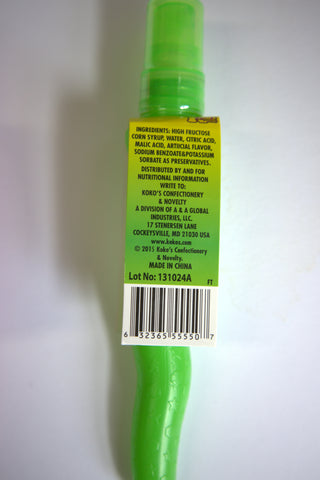 INGREDIENTS: HIGH FRUCTOSE
CORN SYRUP, WATER, CITRIC ACID,
MALIC ACID, ARTIFICIAL FLAVOR,
SODIUM BENZOATE&POTASSIUM
SORBATE AS PRESERVATIVES.
DISTRIBUTED BY AND FOR
NUTRITIONAL INFORMATION
WRITE TO:
KOKO'S CONFECTIONERY
& NOVELTY
A DIVISION OF A & A GLOBAL
INDUSTRIES, LLC.
17 STENERSEN LANE
COCKEYSVILLE, MD 21030 USA
www.kokos.com
© 2015 Koko's Confectionery
& Novelty.
MADE IN CHINA
Lot No: 131024A
FT
6 32365 55550 7